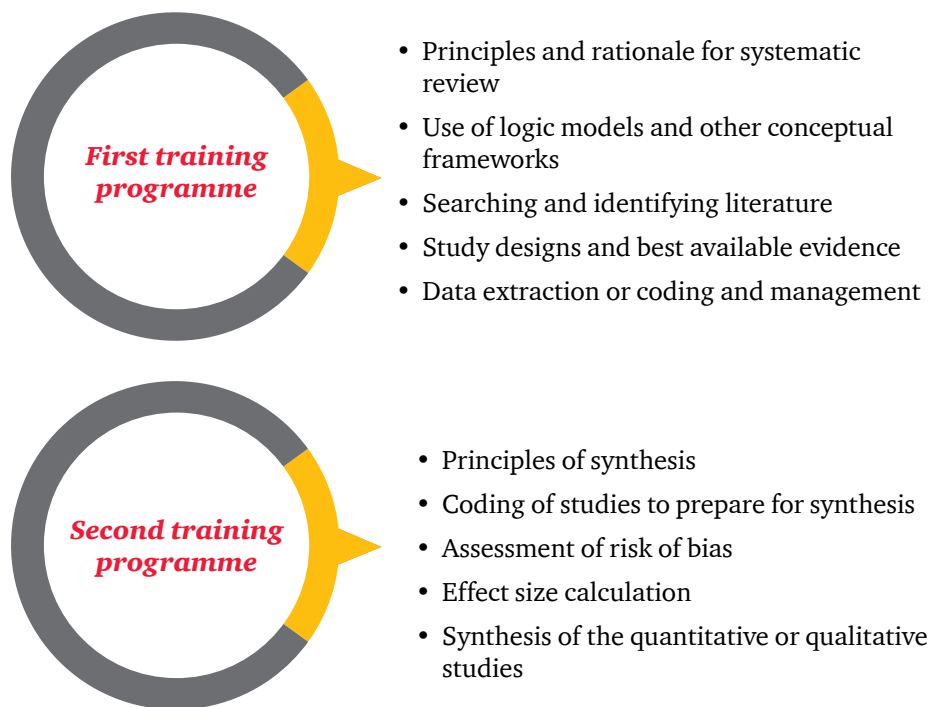 First training
programme
• Principles and rationale for systematic
review
• Use of logic models and other conceptual
frameworks
• Searching and identifying literature
• Study designs and best available evidence
• Data extraction or coding and management
Second training
programme
• Principles of synthesis
• Coding of studies to prepare for synthesis
• Assessment of risk of bias
• Effect size calculation
• Synthesis of the quantitative or qualitative
studies